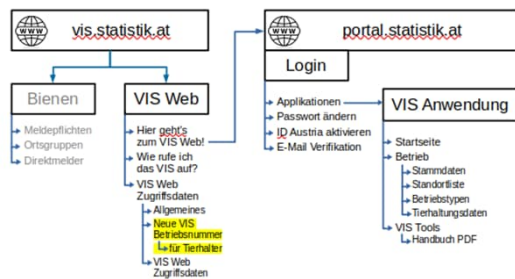 www
vis.statistik.at
Bienen
Meldepflichten
Ortsgruppen
Direktmelder
VIS Web
Hier geht's
zum VIS Web!
Wie rufe ich
das VIS auf?
VIS Web
Zugriffsdaten
Allgemeines
Neue VIS
Betriebsnummer
für Tierhalter
VIS Web
Zugriffsdaten
www
portal.statistik.at
Login
Applikationen
Passwort ändern
ID Austria aktivieren
E-Mail Verifikation
VIS Anwendung
Startseite
Betrieb
Stammdaten
Standortliste
Betriebstypen
Tierhaltungsdaten
VIS Tools
Handbuch PDF